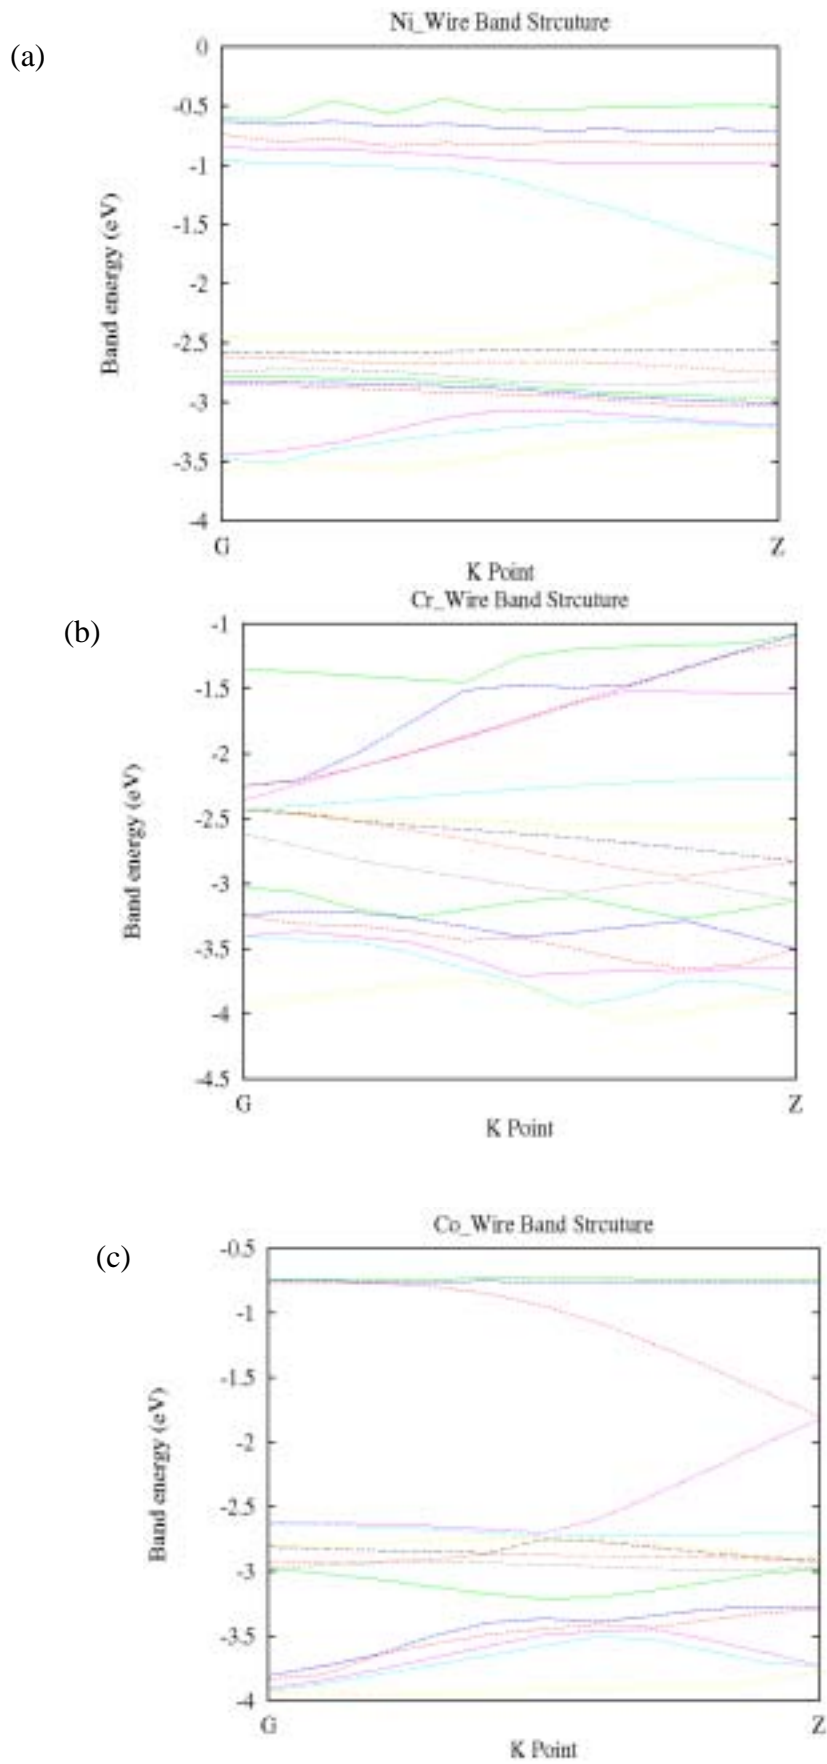 (a)
Ni_Wire Band Strcuture
0
-0.5
-1
-1.5
-2
-2.5
-3
-3.5
-4
Band energy (eV)
G Z
K Point
(b)
Cr_Wire Band Strcuture
-1
-1.5
-2
-2.5
-3
-3.5
-4
-4.5
Band energy (eV)
G Z
K Point
(c)
Co_Wire Band Strcuture
-0.5
-1
-1.5
-2
-2.5
-3
-3.5
-4
Band energy (eV)
G Z
K Point